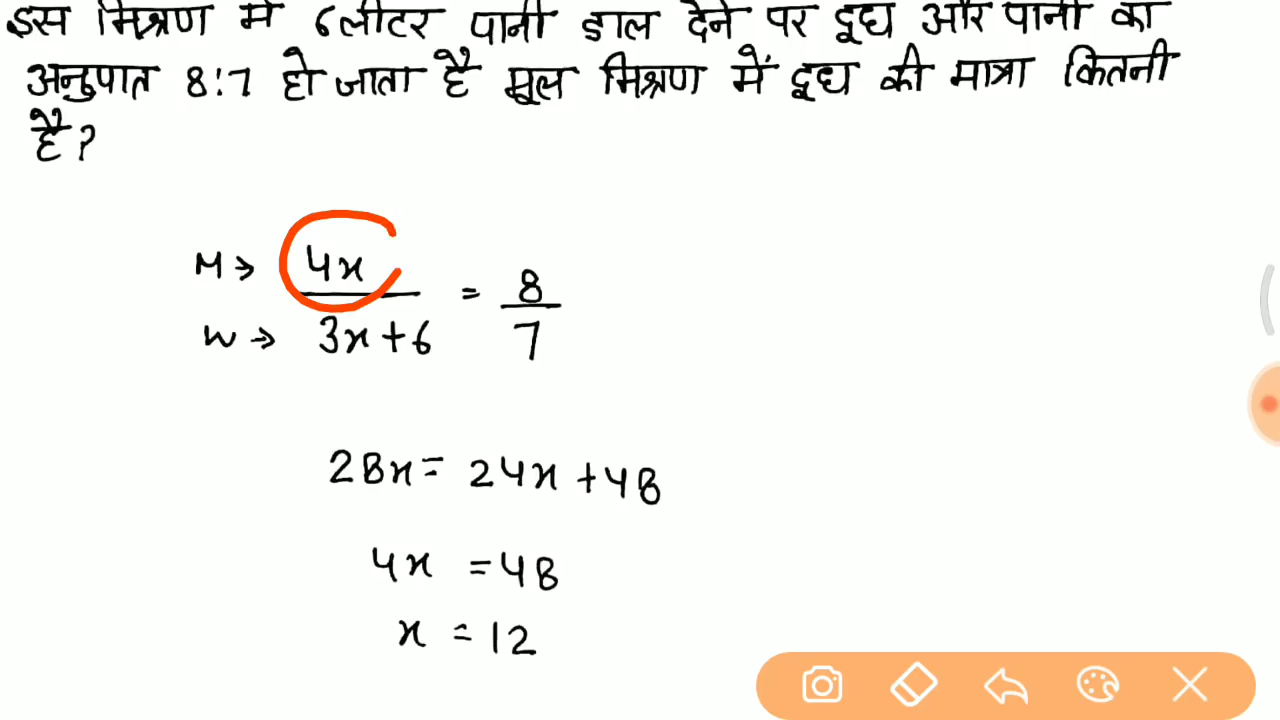 इस मिश्रण में 6 लीटर पानी डाल देने पर दूध और पानी का
अनुपात 8:7 हो जाता है मूल मिश्रण में दूध की मात्रा कितनी
है?
M → 4x / 3x+6 = 8 / 7
W →
28x = 24x + 48
4x = 48
x = 12